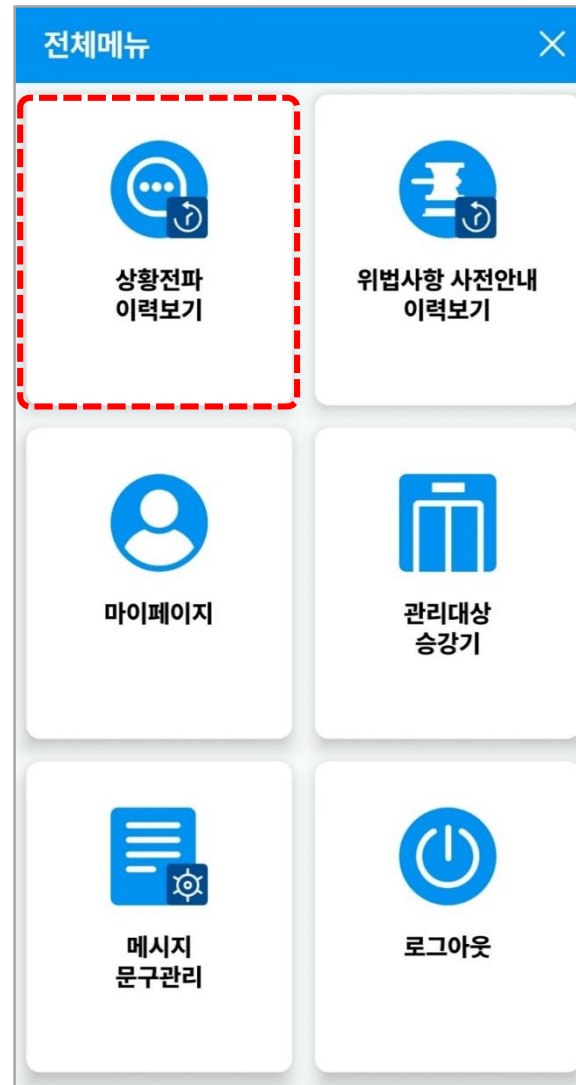 전체메뉴
상황전파
이력보기
위법사항 사전안내
이력보기
마이페이지
관리대상
승강기
메시지
문구관리
로그아웃